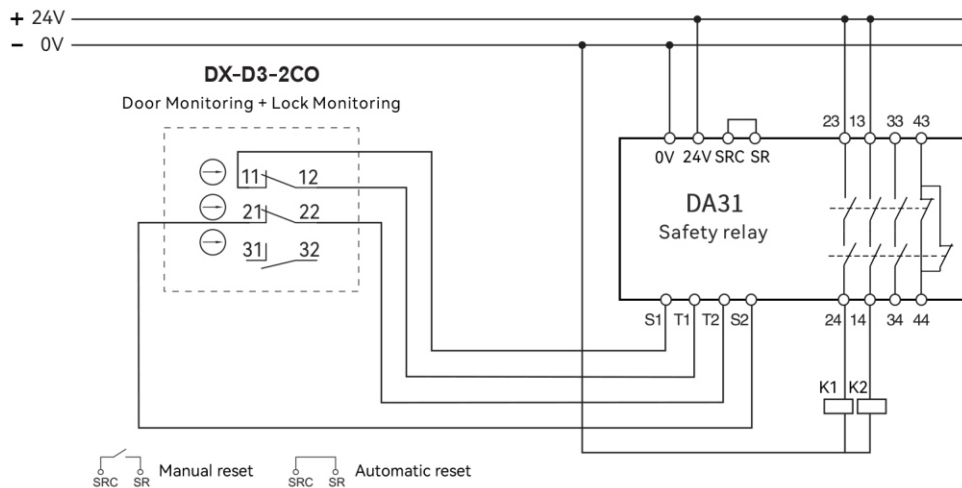 + 24V
- 0V
DX-D3-2CO
Door Monitoring + Lock Monitoring
23 13 33 43
0V 24V SRC SR
11 12
21 22
31 32
DA31
Safety relay
S1 T1 T2 S2 24 14 34 44
K1 K2
SRC SR Manual reset SRC SR Automatic reset